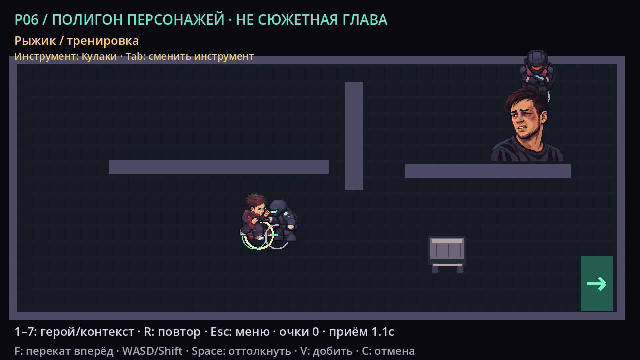 P06 / ПОЛИГОН ПЕРСОНАЖЕЙ · НЕ СЮЖЕТНАЯ ГЛАВА
Рыжик / тренировка
Инструмент: Кулаки · Tab: сменить инструмент
1–7: герой/контекст · R: повтор · Esc: меню · очки 0 · приём 1.1с
F: перекат вперёд · WASD/Shift · Space: оттолкнуть · V: добить · C: отмена